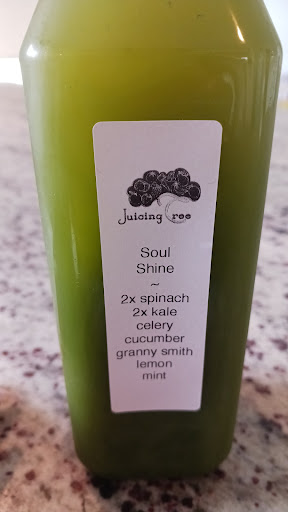 Juicing Tree
Soul
Shine
~
2x spinach
2x kale
celery
cucumber
granny smith
lemon
mint